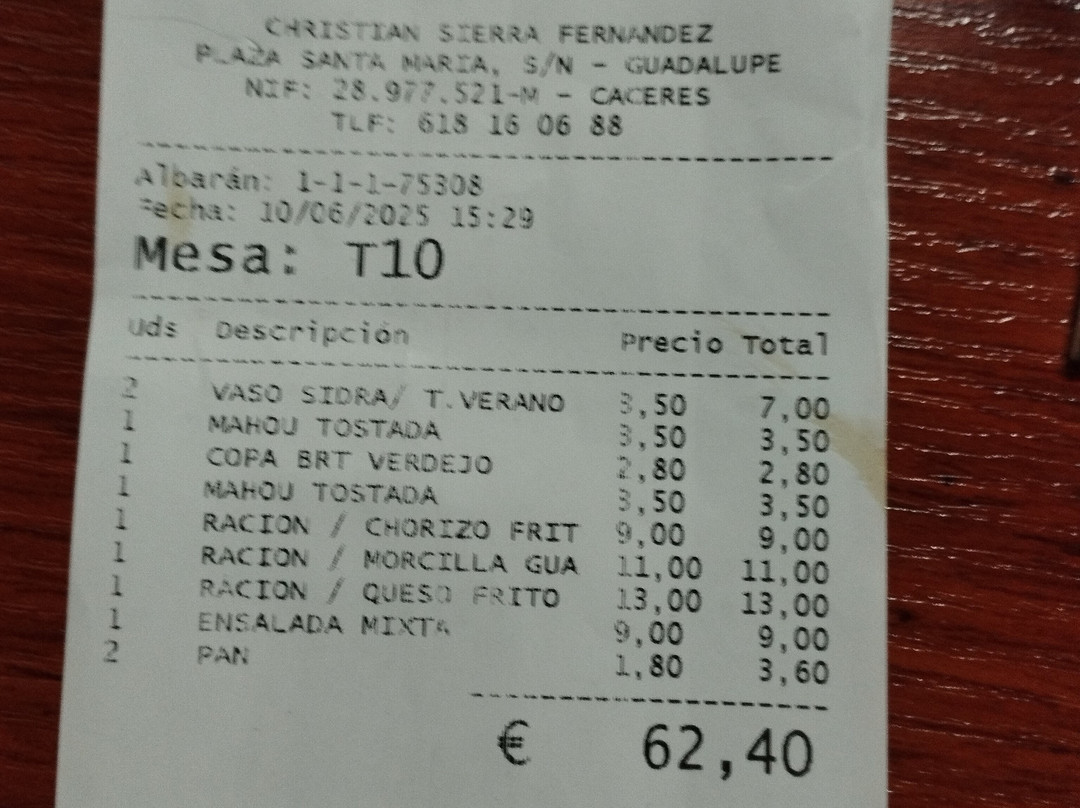 CHRISTIAN SIERRA FERNANDEZ
PLAZA SANTA MARIA, S/N - GUADALUPE
NIF: 28.977.521-M - CACERES
TLF: 618 16 06 88
Albarán: 1-1-1-75308
Fecha: 10/06/2025 15:29
Mesa: T10
Uds Descripción Precio Total
2 VASO SIDRA/ T.VERANO 3,50 7,00
1 MAHOU TOSTADA 3,50 3,50
1 COPA BRT VERDEJO 2,80 2,80
1 MAHOU TOSTADA 3,50 3,50
1 RACION / CHORIZO FRIT 9,00 9,00
1 RACION / MORCILLA GUA 11,00 11,00
1 RACION / QUESO FRITO 13,00 13,00
1 ENSALADA MIXTA 9,00 9,00
2 PAN 1,80 3,60
€ 62,40